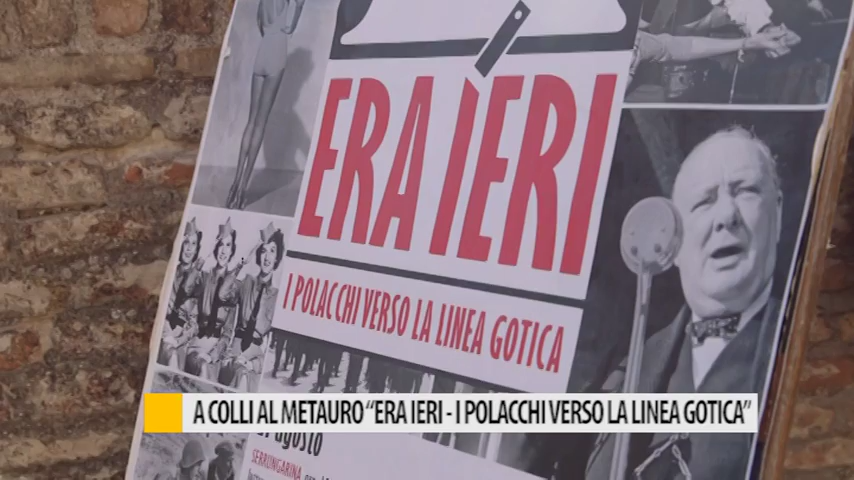 ERA IERI
I POLACCHI VERSO LA LINEA GOTICA
A COLLI AL METAURO “ERA IERI - I POLACCHI VERSO LA LINEA GOTICA”
agosto
SERRUNGARINA